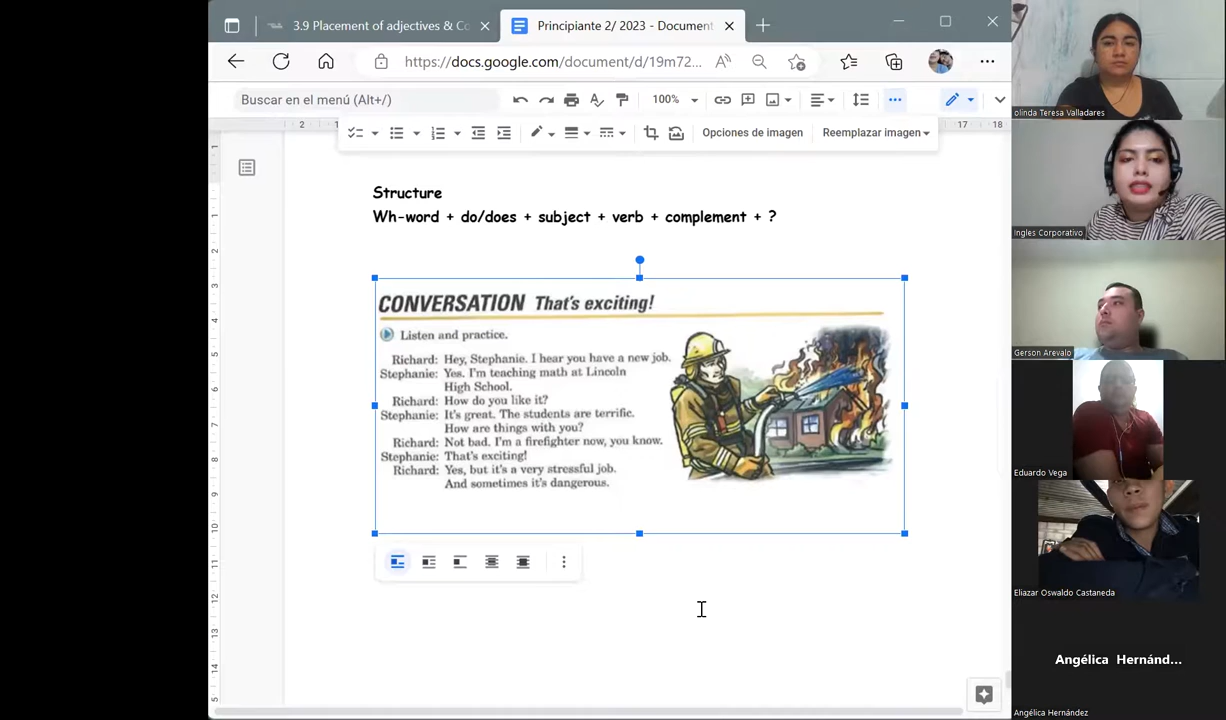 3.9 Placement of adjectives & Co
Principiante 2/ 2023 - Document
https://docs.google.com/document/d/19m72...
Buscar en el menú (Alt+/)
100%
Opciones de imagen
Reemplazar imagen
2 1 17 18
Structure
Wh-word + do/does + subject + verb + complement + ?
CONVERSATION That's exciting!
Listen and practice.
Richard: Hey, Stephanie. I hear you have a new job.
Stephanie: Yes. I'm teaching math at Lincoln
High School.
Richard: How do you like it?
Stephanie: It's great. The students are terrific.
How are things with you?
Richard: Not bad. I'm a firefighter now, you know.
Stephanie: That's exciting!
Richard: Yes, but it's a very stressful job.
And sometimes it's dangerous.
olinda Teresa Valladares
Ingles Corporativo
Gerson Arevalo
Eduardo Vega
Eliazar Oswaldo Castaneda
Angélica Hernánd...
Angélica Hernández